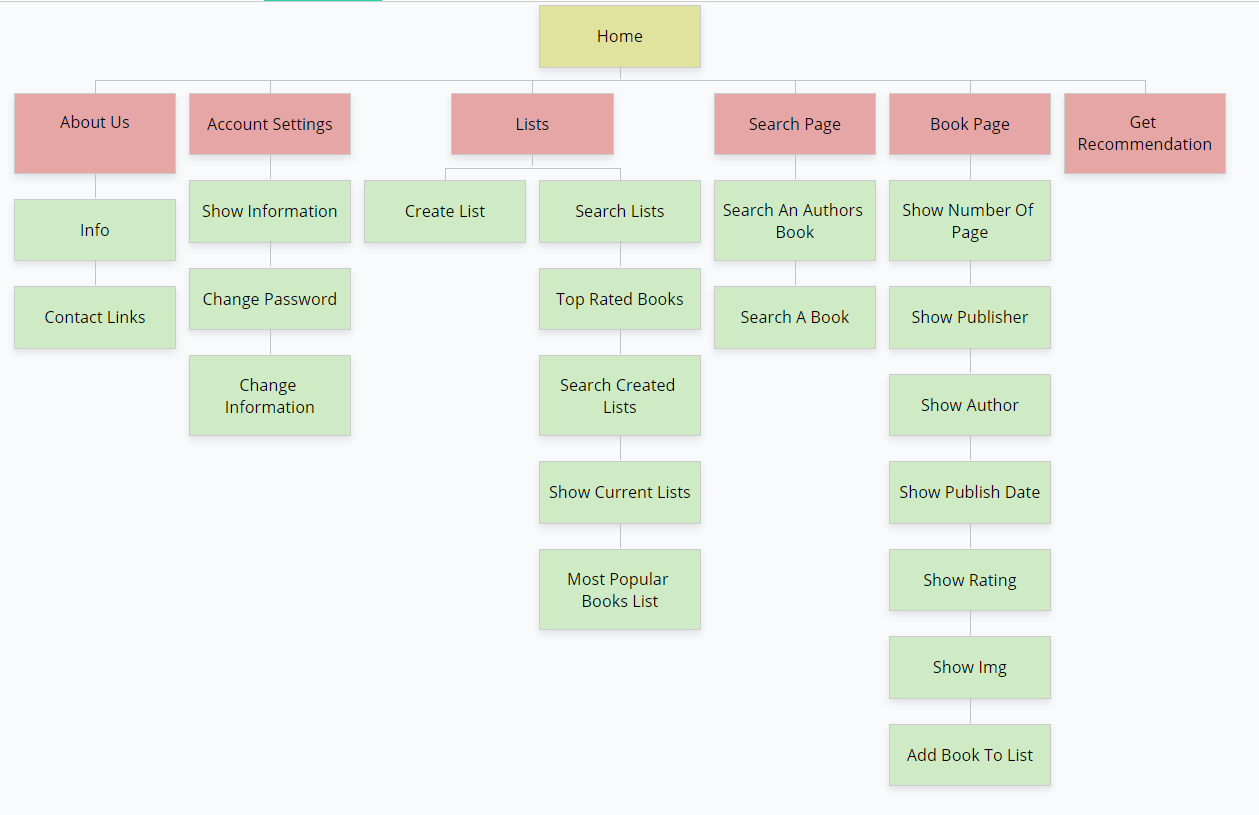 Home
About Us
Account Settings
Lists
Search Page
Book Page
Get
Recommendation
Info
Contact Links
Show Information
Change Password
Change
Information
Create List
Search Lists
Top Rated Books
Search Created
Lists
Show Current Lists
Most Popular
Books List
Search An Authors
Book
Search A Book
Show Number Of
Page
Show Publisher
Show Author
Show Publish Date
Show Rating
Show Img
Add Book To List